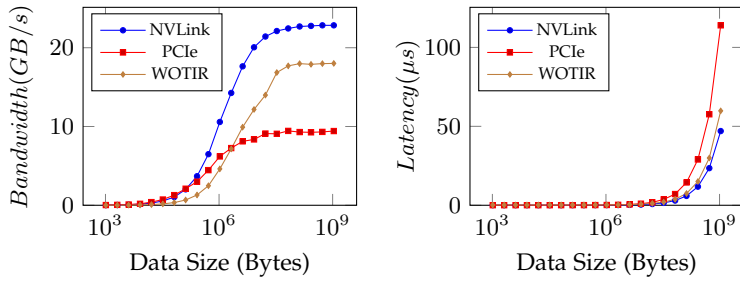 NVLink
PCIe
WOTIR
20
10
0
10^3
10^6
10^9
Bandwidth(GB/s)
Data Size (Bytes)
NVLink
PCIe
WOTIR
100
50
0
10^3
10^6
10^9
Latency(μs)
Data Size (Bytes)